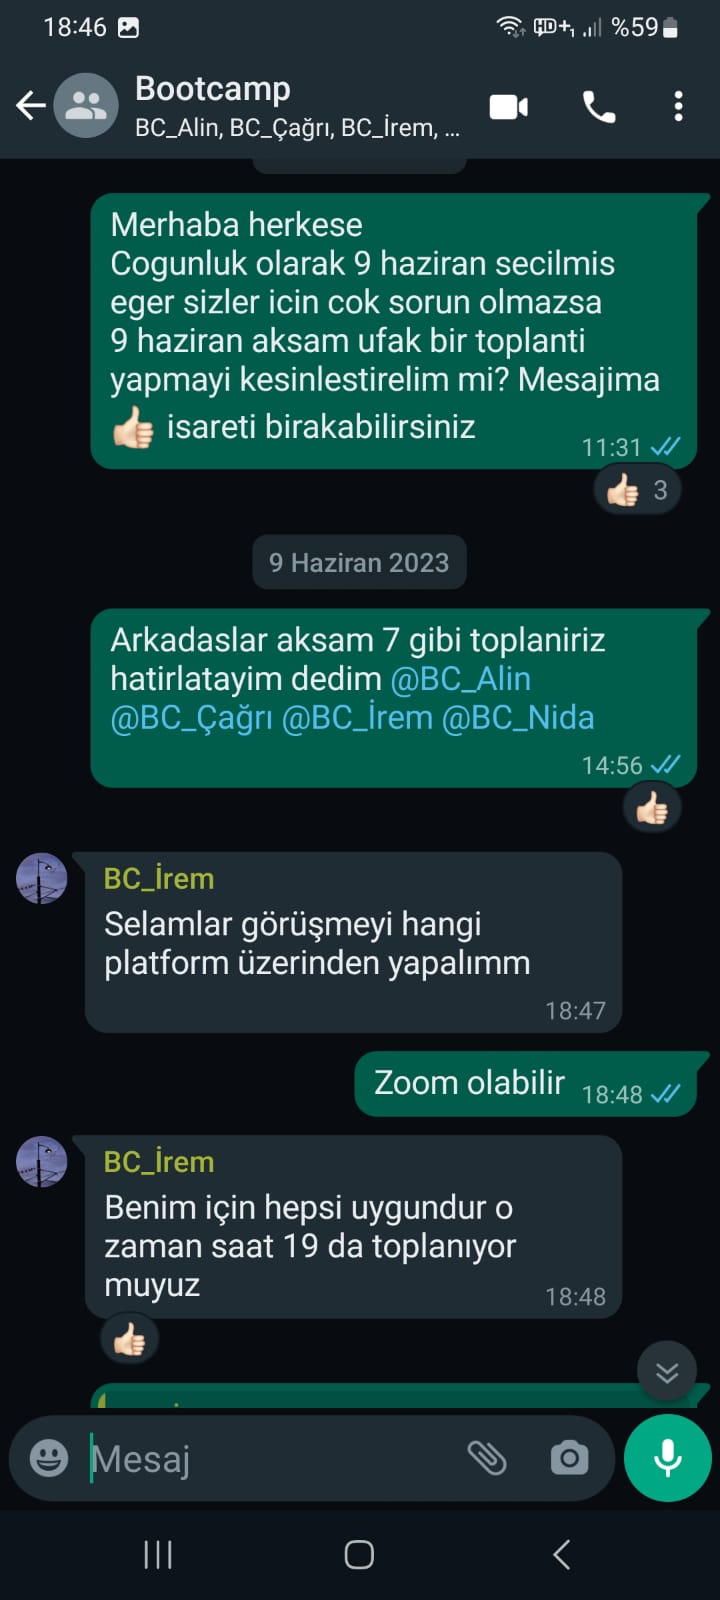 18:46 %59
Bootcamp
BC_Alin, BC_Çağrı, BC_İrem, ...
Merhaba herkese
Cogunluk olarak 9 haziran secilmis
eger sizler icin cok sorun olmazsa
9 haziran aksam ufak bir toplanti
yapmayi kesinlestirelim mi? Mesajima
👍🏻 isareti birakabilirsiniz
11:31
👍🏻 3
9 Haziran 2023
Arkadaslar aksam 7 gibi toplaniriz
hatirlatayim dedim @BC_Alin
@BC_Çağrı @BC_İrem @BC_Nida
14:56
👍🏻
BC_İrem
Selamlar görüşmeyi hangi
platform üzerinden yapalımm
18:47
Zoom olabilir 18:48
BC_İrem
Benim için hepsi uygundur o
zaman saat 19 da toplanıyor
muyuz
18:48
👍🏻
Mesaj